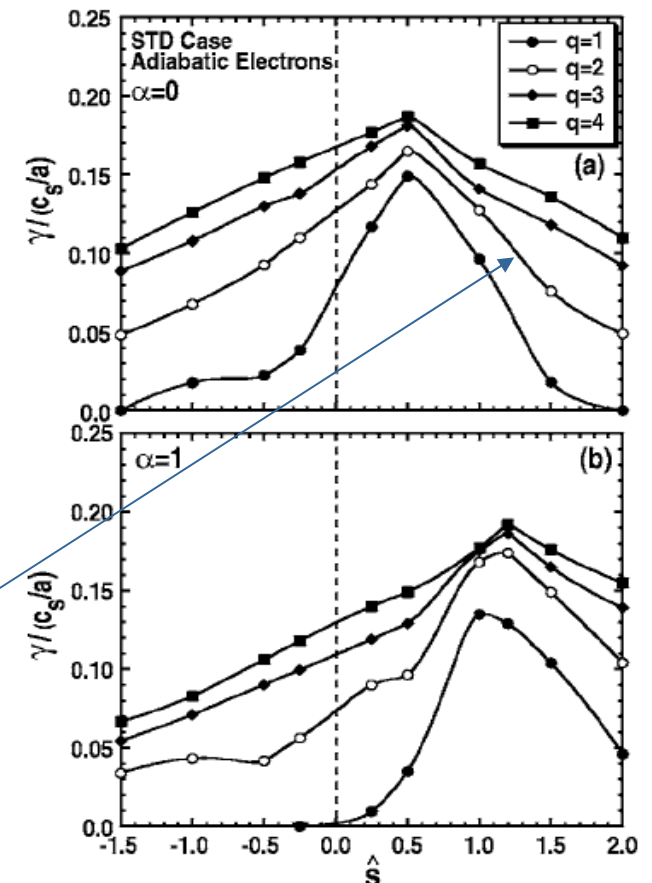 0.25
STD Case
Adiabatic Electrons
α=0
q=1
q=2
q=3
q=4
(a)
0.20
0.15
0.10
0.05
0.0
γ/(c_s/a)
0.25
α=1
(b)
0.20
0.15
0.10
0.05
0.0
γ/(c_s/a)
-1.5 -1.0 -0.5 0.0 0.5 1.0 1.5 2.0
ŝ